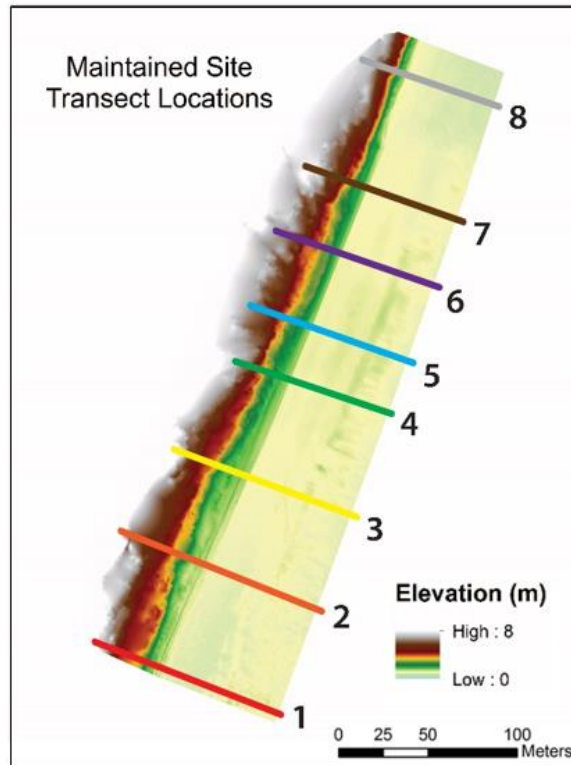 Maintained Site
Transect Locations
8
7
6
5
4
3
2
1
Elevation (m)
High : 8
Low : 0
0 25 50 100
Meters